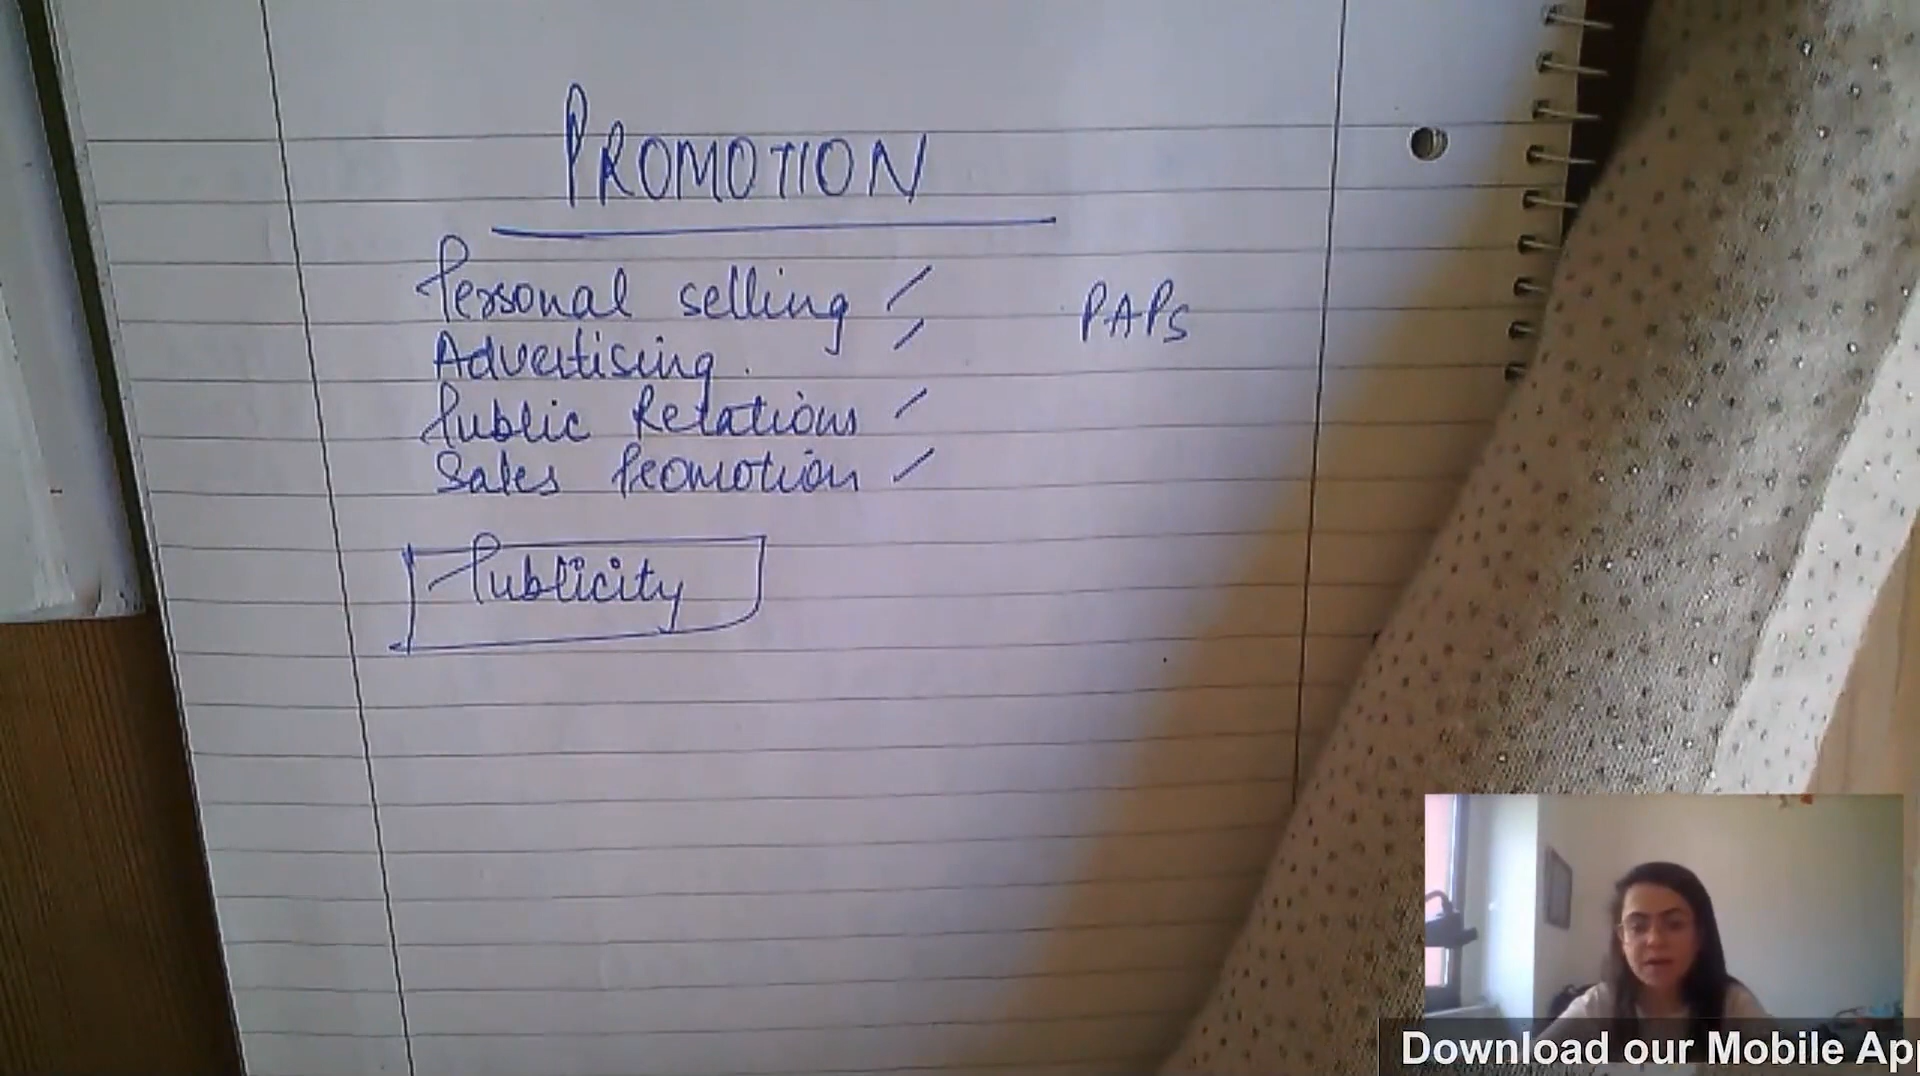 PROMOTION
Personal selling
PAPs
Advertising.
Public Relations
Sales Promotion
Publicity
Download our Mobile Ap